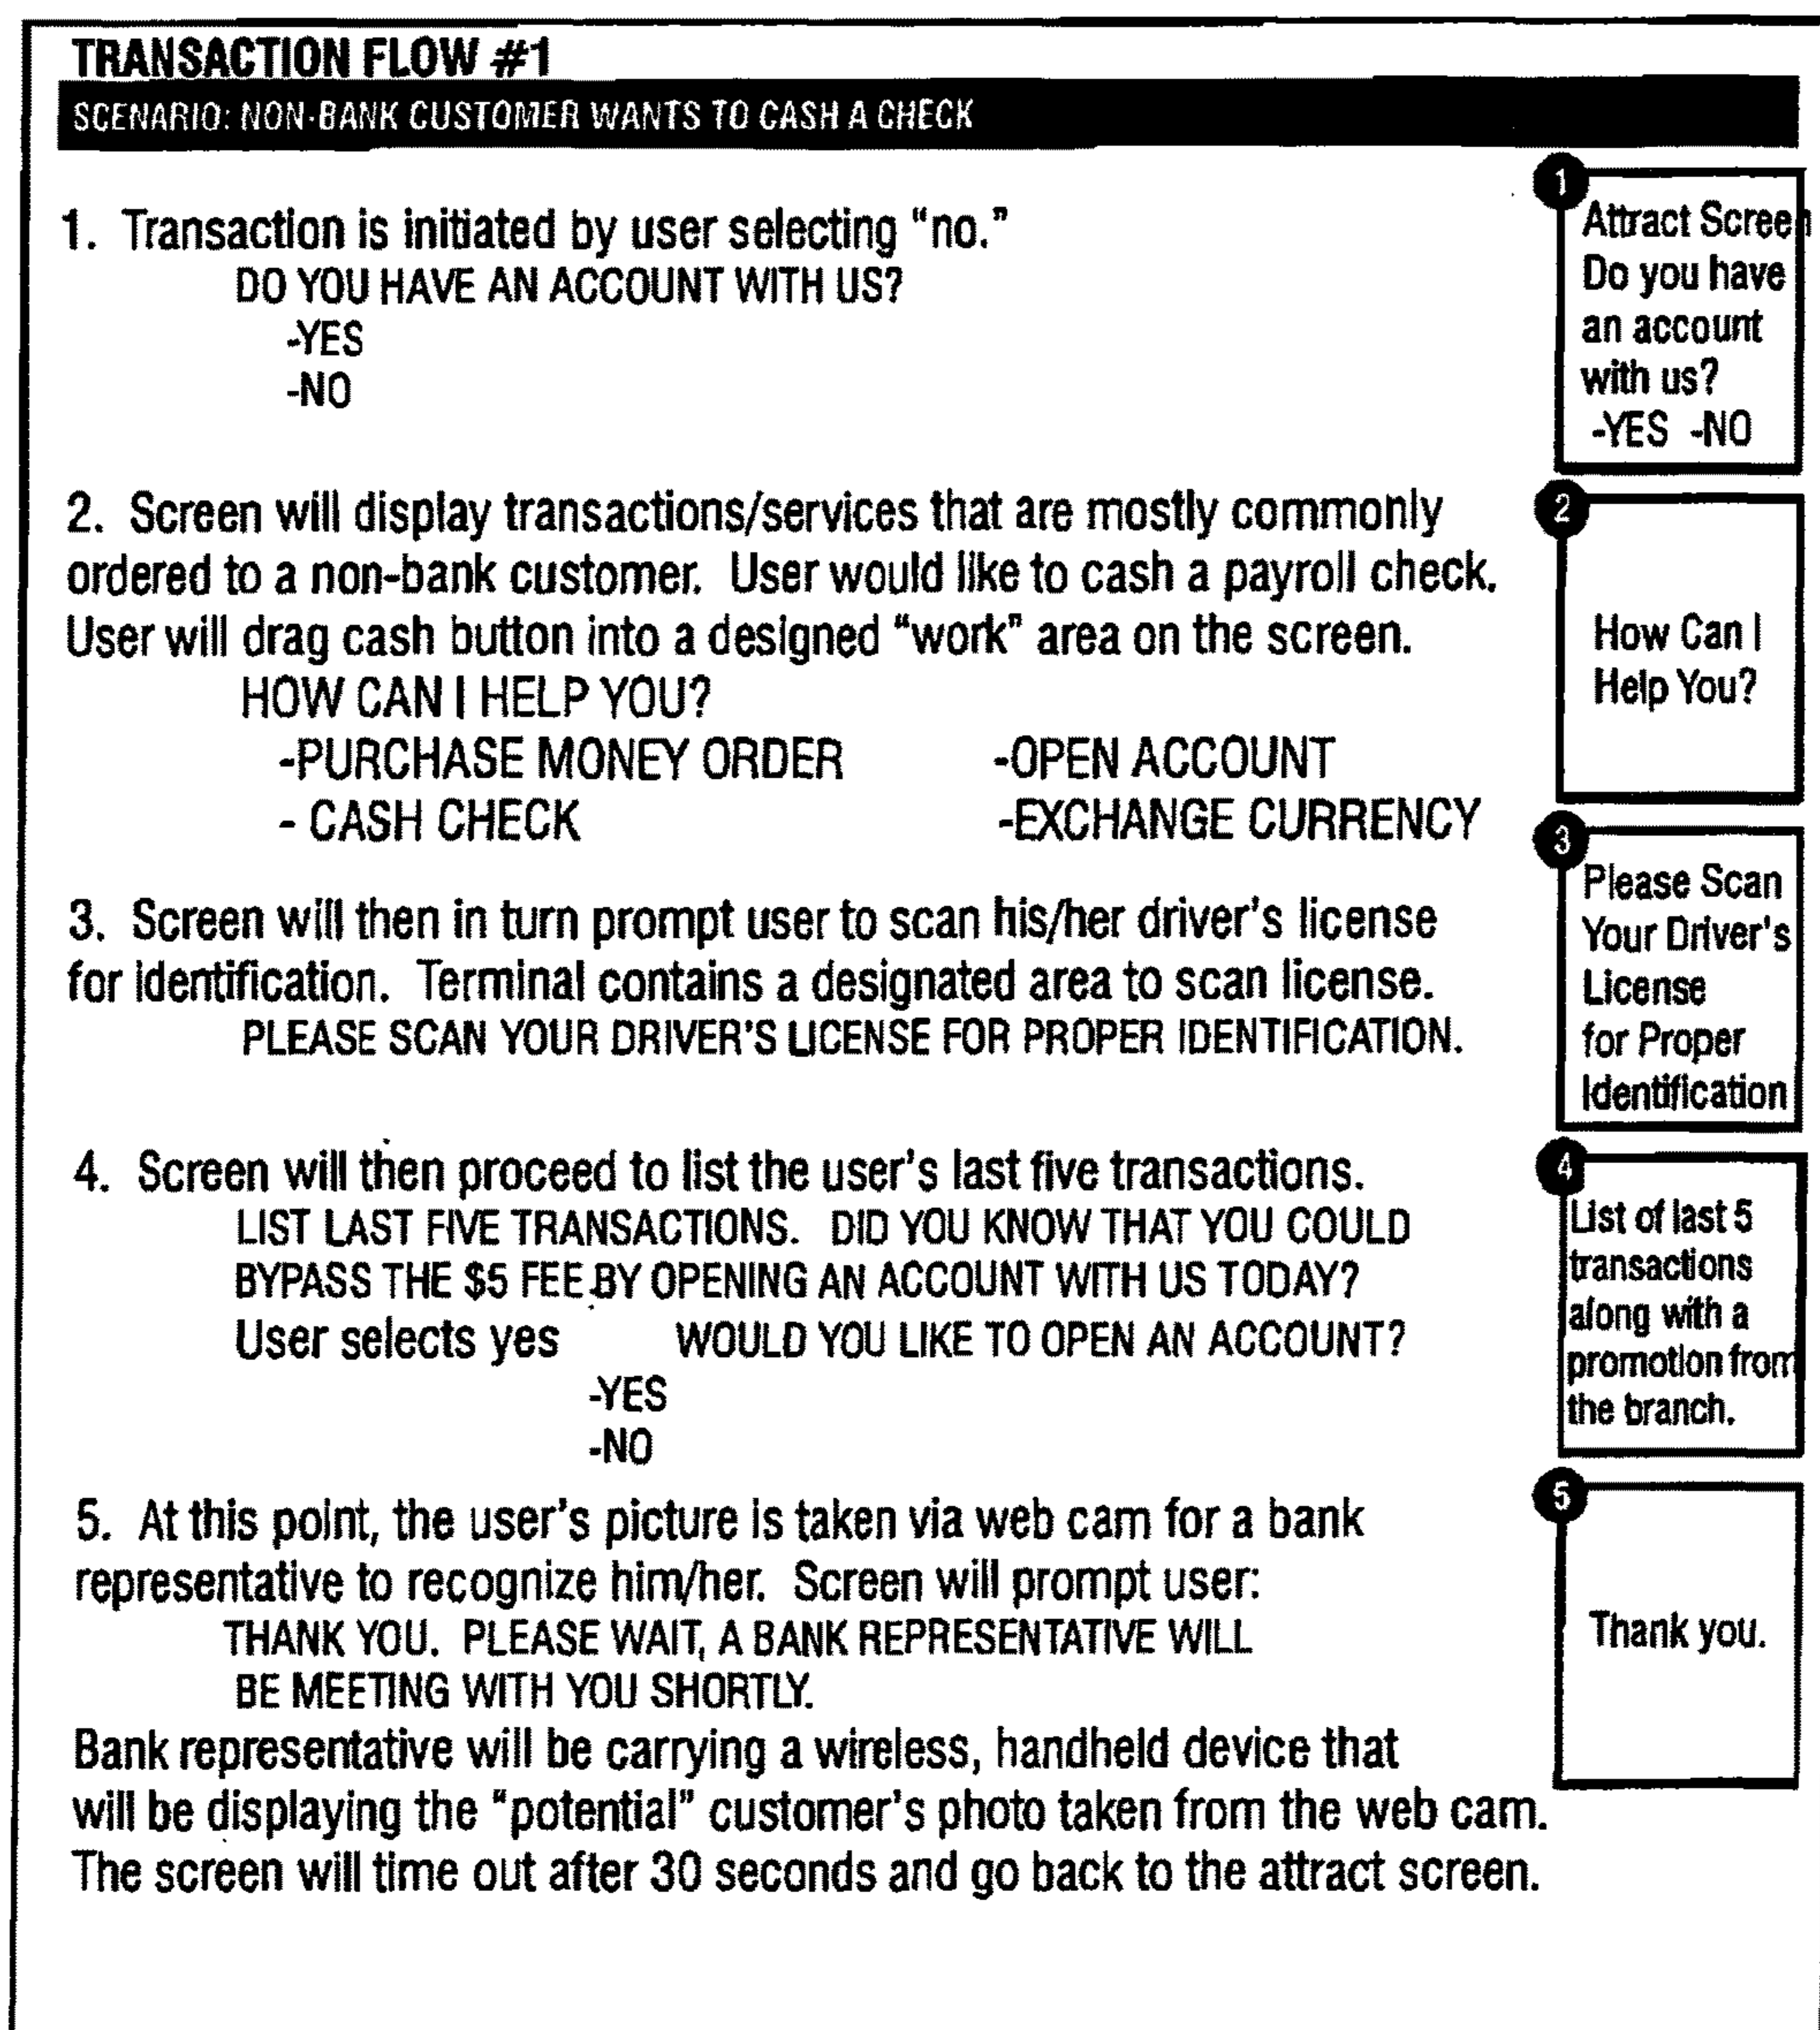 TRANSACTION FLOW #1
SCENARIO: NON-BANK CUSTOMER WANTS TO CASH A CHECK
1. Transaction is initiated by user selecting “no.”
DO YOU HAVE AN ACCOUNT WITH US?
-YES
-NO
1
Attract Screen
Do you have
an account
with us?
-YES -NO
2. Screen will display transactions/services that are mostly commonly
ordered to a non-bank customer. User would like to cash a payroll check.
User will drag cash button into a designed “work” area on the screen.
HOW CAN I HELP YOU?
-PURCHASE MONEY ORDER -OPEN ACCOUNT
- CASH CHECK -EXCHANGE CURRENCY
2
How Can I
Help You?
3. Screen will then in turn prompt user to scan his/her driver's license
for identification. Terminal contains a designated area to scan license.
PLEASE SCAN YOUR DRIVER'S LICENSE FOR PROPER IDENTIFICATION.
3
Please Scan
Your Driver's
License
for Proper
Identification
4. Screen will then proceed to list the user's last five transactions.
LIST LAST FIVE TRANSACTIONS. DID YOU KNOW THAT YOU COULD
BYPASS THE $5 FEE BY OPENING AN ACCOUNT WITH US TODAY?
User selects yes WOULD YOU LIKE TO OPEN AN ACCOUNT?
-YES
-NO
4
List of last 5
transactions
along with a
promotion from
the branch.
5. At this point, the user's picture is taken via web cam for a bank
representative to recognize him/her. Screen will prompt user:
THANK YOU. PLEASE WAIT, A BANK REPRESENTATIVE WILL
BE MEETING WITH YOU SHORTLY.
Bank representative will be carrying a wireless, handheld device that
will be displaying the “potential” customer's photo taken from the web cam.
The screen will time out after 30 seconds and go back to the attract screen.
5
Thank you.